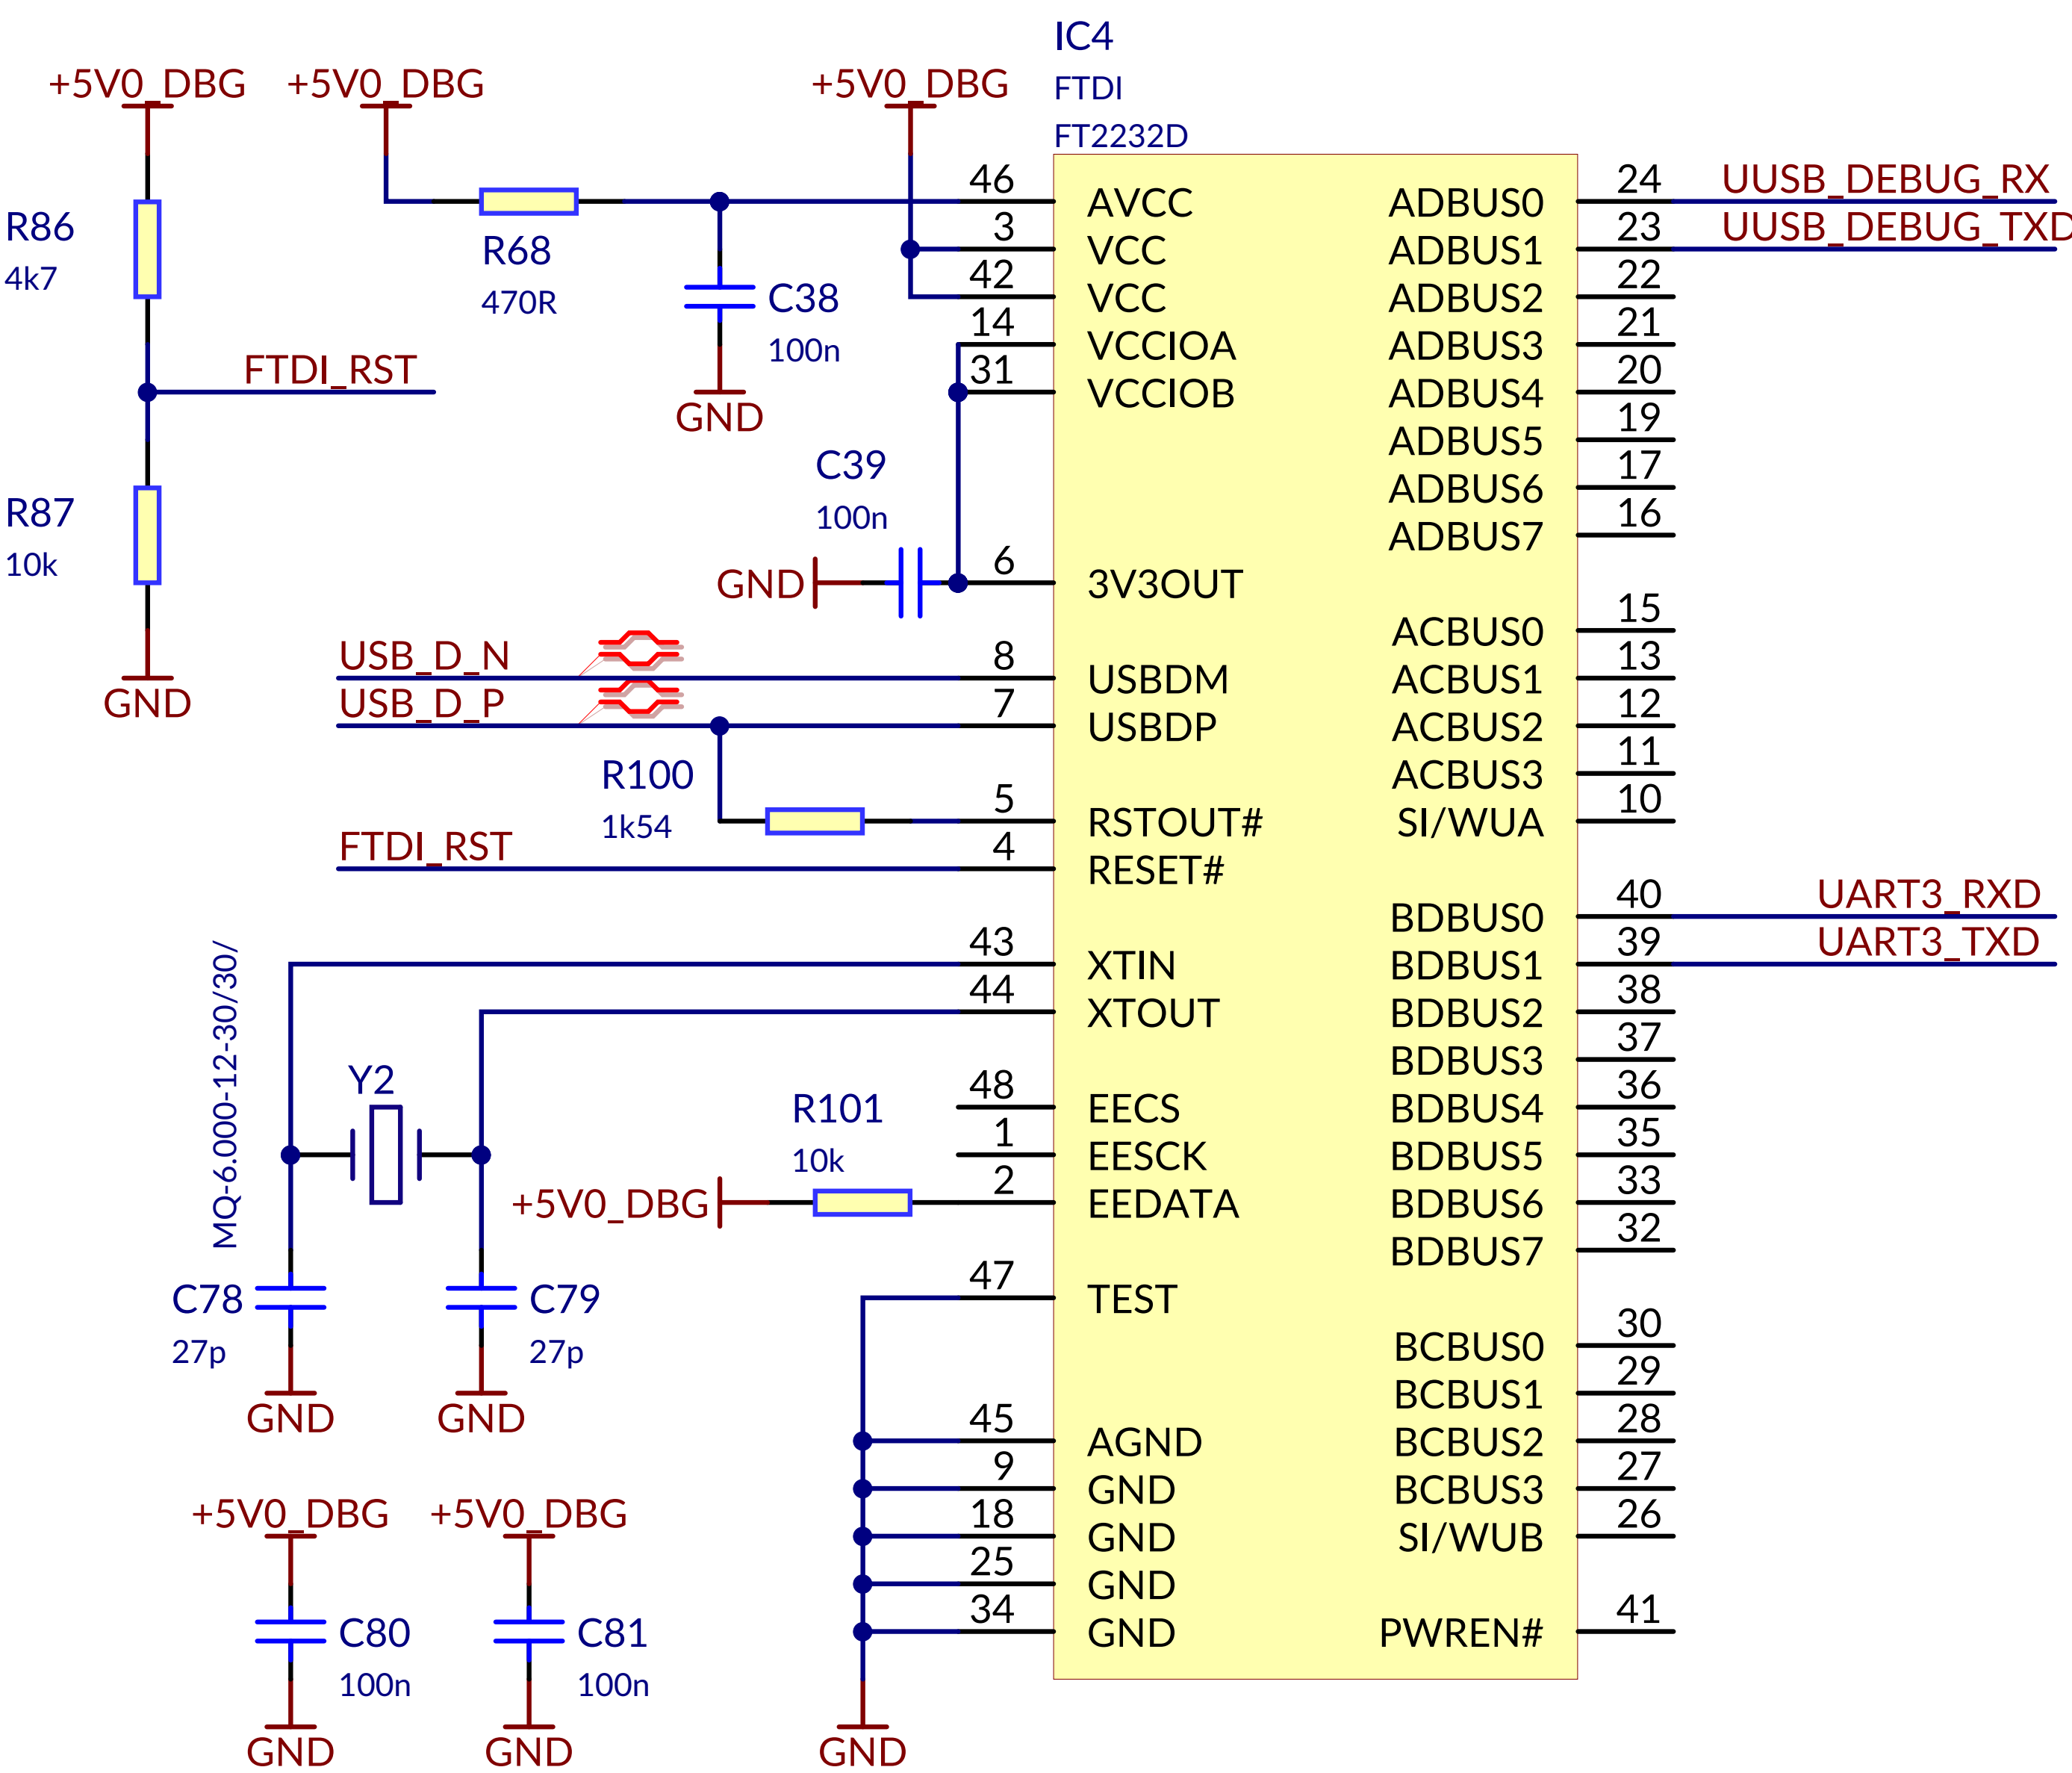 IC4
FTDI
FT2232D
+5V0_DBG
+5V0_DBG
+5V0_DBG
R86
4k7
R68
470R
C38
100n
GND
FTDI_RST
R87
10k
GND
C39
100n
GND
USB_D_N
USB_D_P
R100
1k54
FTDI_RST
MQ-6.000-12-30/30/
Y2
R101
10k
+5V0_DBG
C78
27p
C79
27p
GND
GND
+5V0_DBG
+5V0_DBG
C80
100n
C81
100n
GND
GND
GND
46 AVCC
3 VCC
42 VCC
14 VCCIOA
31 VCCIOB
6 3V3OUT
8 USBDM
7 USBDP
5 RSTOUT#
4 RESET#
43 XTIN
44 XTOUT
48 EECS
1 EESCK
2 EEDATA
47 TEST
45 AGND
9 GND
18 GND
25 GND
34 GND
ADBUS0 24 UUSB_DEBUG_RX
ADBUS1 23 UUSB_DEBUG_TXD
ADBUS2 22
ADBUS3 21
ADBUS4 20
ADBUS5 19
ADBUS6 17
ADBUS7 16
ACBUS0 15
ACBUS1 13
ACBUS2 12
ACBUS3 11
SI/WUA 10
BDBUS0 40 UART3_RXD
BDBUS1 39 UART3_TXD
BDBUS2 38
BDBUS3 37
BDBUS4 36
BDBUS5 35
BDBUS6 33
BDBUS7 32
BCBUS0 30
BCBUS1 29
BCBUS2 28
BCBUS3 27
SI/WUB 26
PWREN# 41